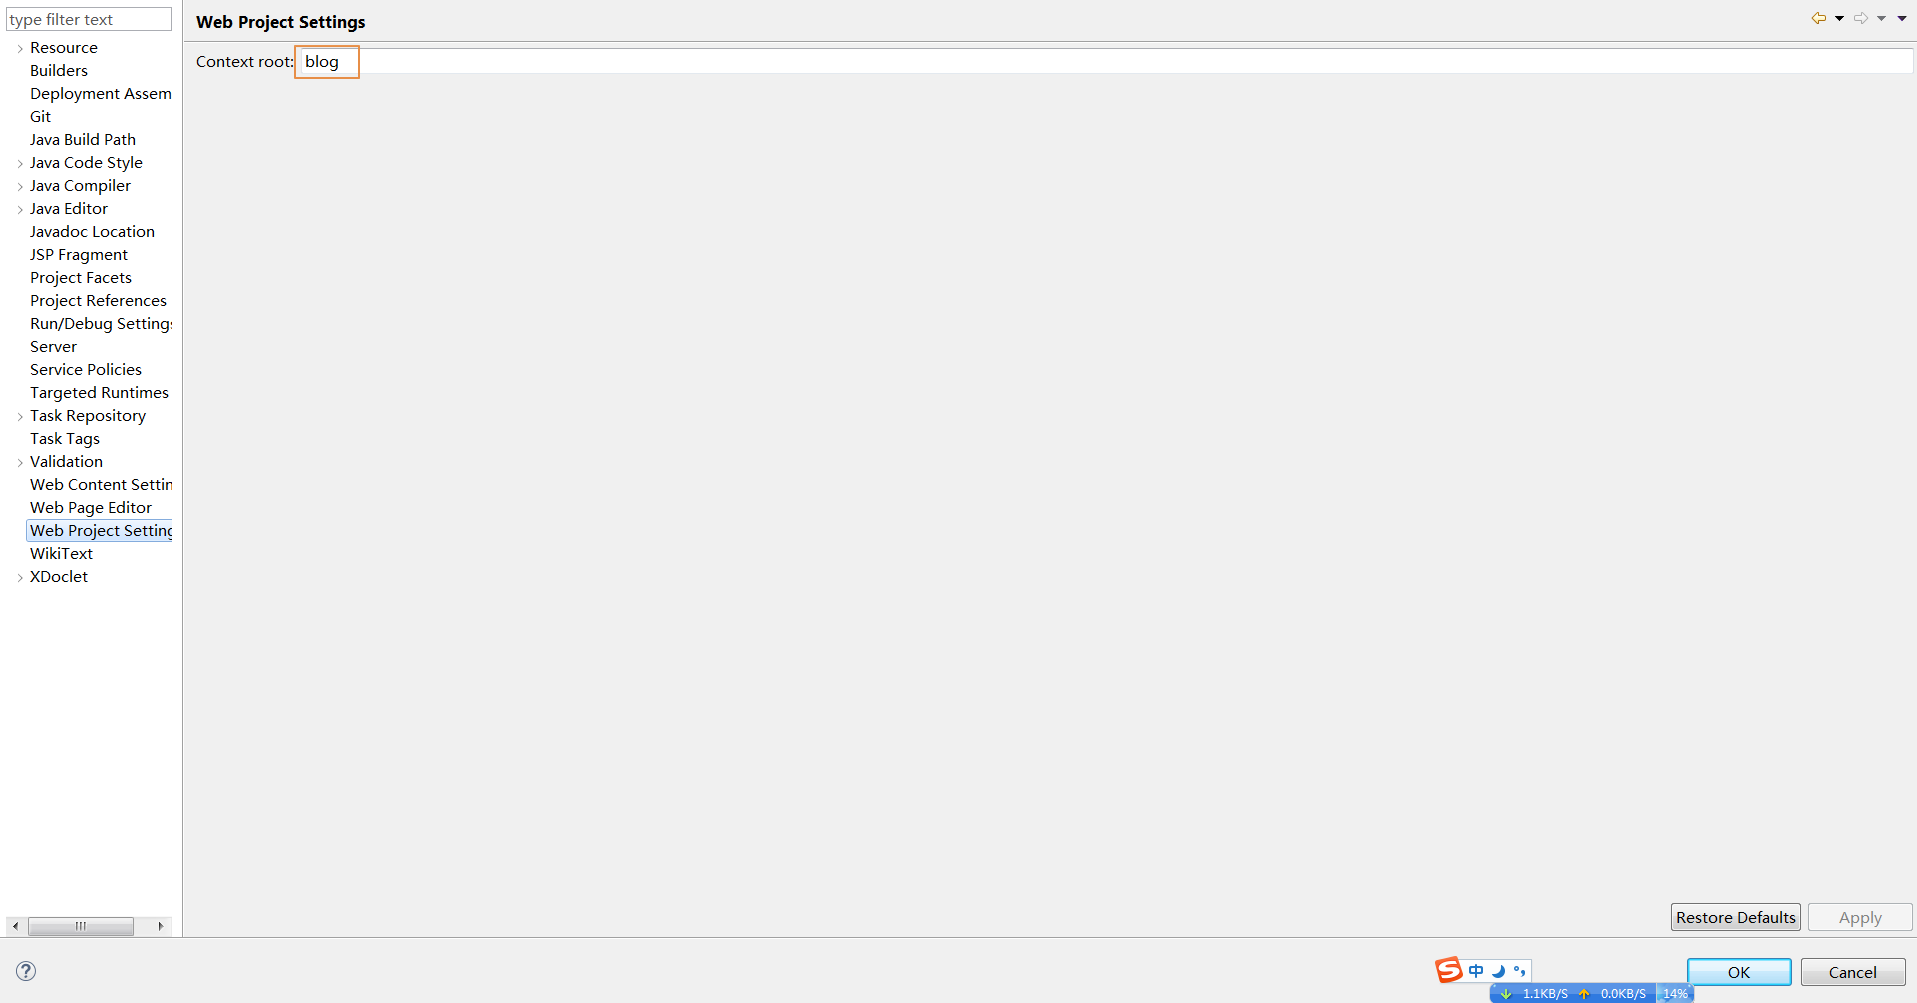 type filter text
Resource
Builders
Deployment Assem
Git
Java Build Path
Java Code Style
Java Compiler
Java Editor
Javadoc Location
JSP Fragment
Project Facets
Project References
Run/Debug Settings
Server
Service Policies
Targeted Runtimes
Task Repository
Task Tags
Validation
Web Content Settin
Web Page Editor
Web Project Setting
WikiText
XDoclet
Web Project Settings
Context root: blog
Restore Defaults Apply
S 中
OK Cancel
1.1KB/S 0.0KB/S 14%